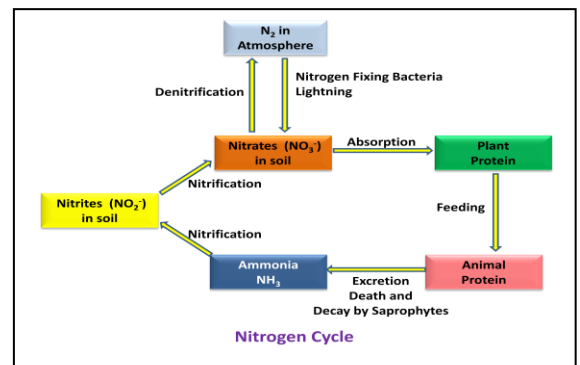 N₂ in
Atmosphere
Denitrification
Nitrogen Fixing Bacteria
Lightning
Nitrates (NO₃⁻)
in soil
Absorption
Plant
Protein
Nitrification
Nitrites (NO₂⁻)
in soil
Feeding
Nitrification
Ammonia
NH₃
Excretion
Death and
Decay by Saprophytes
Animal
Protein
Nitrogen Cycle